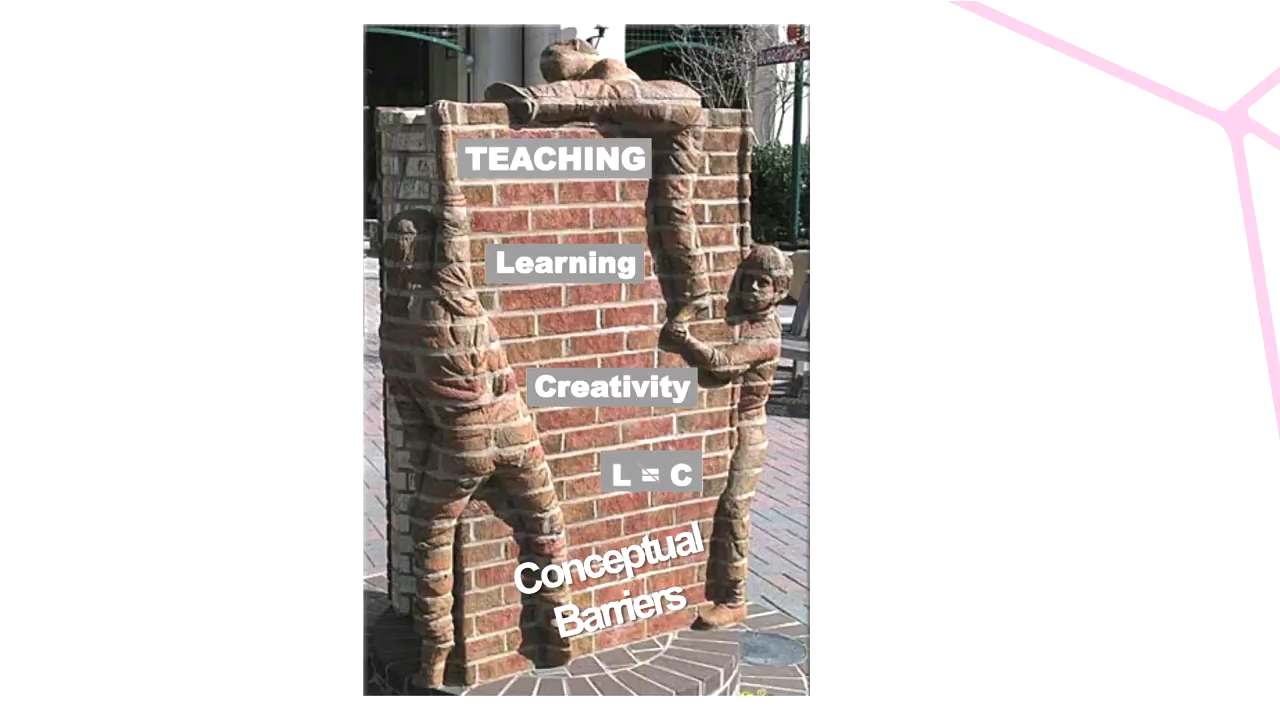 TEACHING
Learning
Creativity
L ≠ C
Conceptual
Barriers